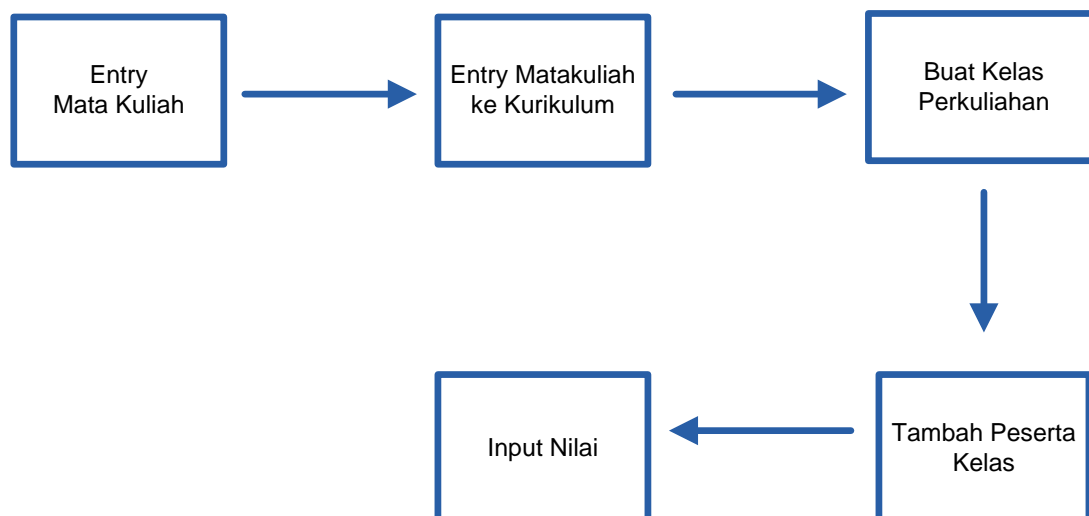 Entry
Mata Kuliah
Entry Matakuliah
ke Kurikulum
Buat Kelas
Perkuliahan
Tambah Peserta
Kelas
Input Nilai